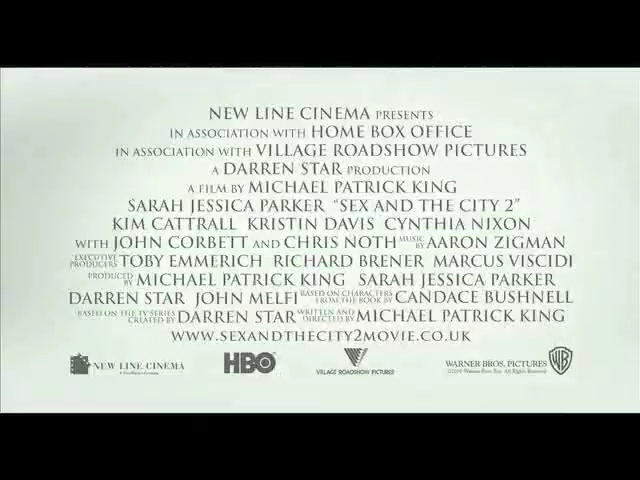 NEW LINE CINEMA PRESENTS
IN ASSOCIATION WITH HOME BOX OFFICE
IN ASSOCIATION WITH VILLAGE ROADSHOW PICTURES
A DARREN STAR PRODUCTION
A FILM BY MICHAEL PATRICK KING
SARAH JESSICA PARKER "SEX AND THE CITY 2"
KIM CATTRALL KRISTIN DAVIS CYNTHIA NIXON
WITH JOHN CORBETT AND CHRIS NOTH MUSIC BY AARON ZIGMAN
EXECUTIVE PRODUCERS TOBY EMMERICH RICHARD BRENER MARCUS VISCIDI
PRODUCED BY MICHAEL PATRICK KING SARAH JESSICA PARKER
DARREN STAR JOHN MELFI BASED ON CHARACTERS FROM THE BOOK BY CANDACE BUSHNELL
BASED ON THE TV SERIES CREATED BY DARREN STAR WRITTEN AND DIRECTED BY MICHAEL PATRICK KING
WWW.SEXANDTHECITY2MOVIE.CO.UK
NEW LINE CINEMA HBO VILLAGE ROADSHOW PICTURES WARNER BROS. PICTURES WB